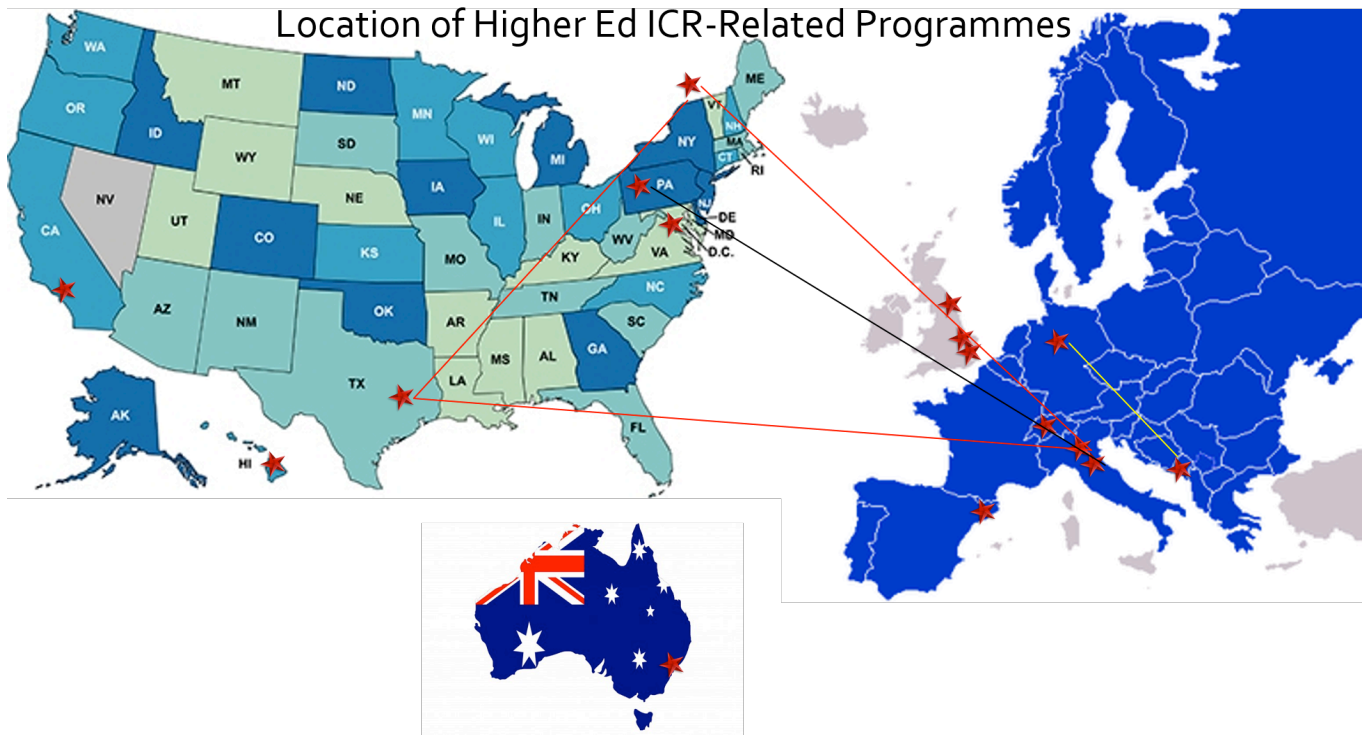 Location of Higher Ed ICR-Related Programmes
WA
MT
ND
MN
ME
OR
ID
SD
WI
VT
NH
NY
MA
WY
MI
CT
RI
IA
PA
NE
NJ
NV
CA
UT
CO
IL
IN
OH
DE
MD
D.C.
WV
VA
KS
MO
KY
NC
TN
AZ
NM
OK
AR
SC
MS
AL
GA
TX
LA
FL
AK
HI